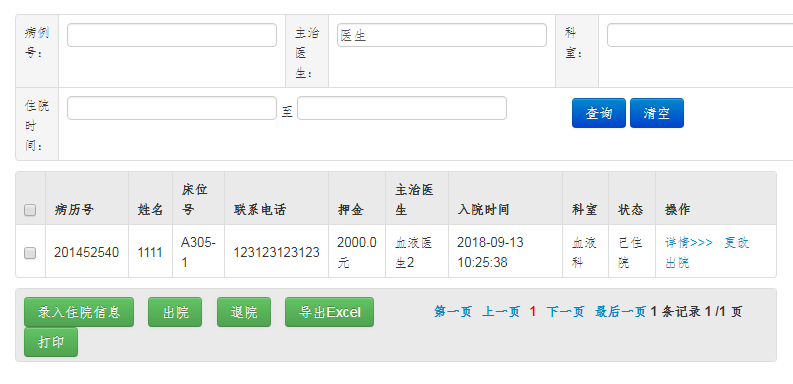 病例号：
主治医生：
医生
科室：
住院时间：
至
查询 清空
病历号 姓名 床位号 联系电话 押金 主治医生 入院时间 科室 状态 操作
201452540 1111 A305-1 123123123123 2000.0元 血液医生2 2018-09-13 10:25:38 血液科 已住院 详情>>> 更改 出院
录入住院信息 出院 退院 导出Excel 第一页 上一页 1 下一页 最后一页 1 条记录 1 /1 页
打印